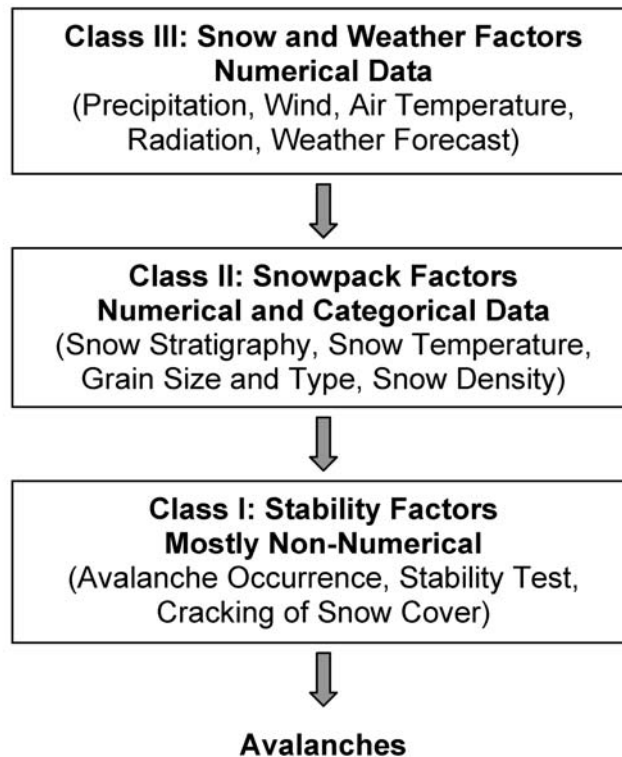 Class III: Snow and Weather Factors
Numerical Data
(Precipitation, Wind, Air Temperature,
Radiation, Weather Forecast)
Class II: Snowpack Factors
Numerical and Categorical Data
(Snow Stratigraphy, Snow Temperature,
Grain Size and Type, Snow Density)
Class I: Stability Factors
Mostly Non-Numerical
(Avalanche Occurrence, Stability Test,
Cracking of Snow Cover)
Avalanches